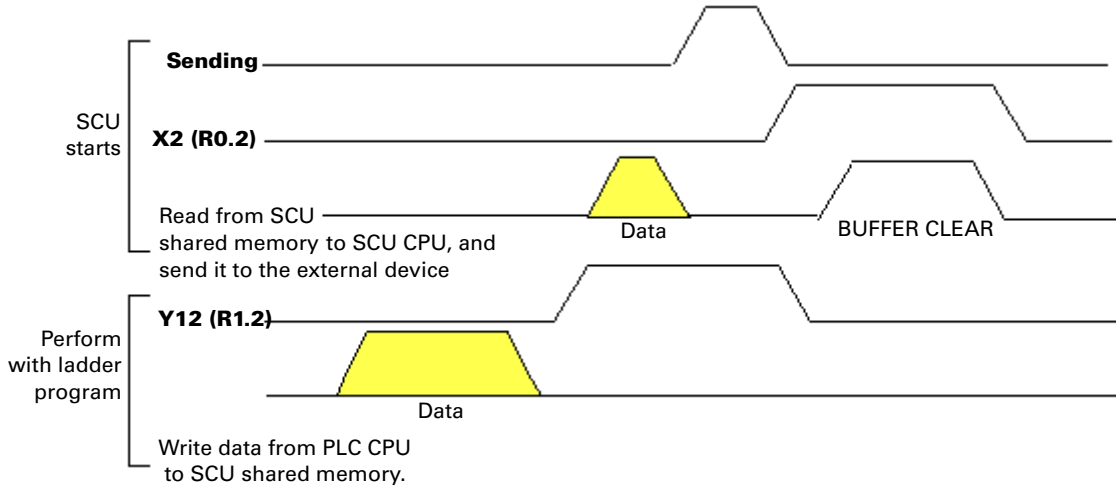 Sending
SCU
starts
X2 (R0.2)
Read from SCU
shared memory to SCU CPU, and
send it to the external device
Data
BUFFER CLEAR
Y12 (R1.2)
Perform
with ladder
program
Data
Write data from PLC CPU
to SCU shared memory.